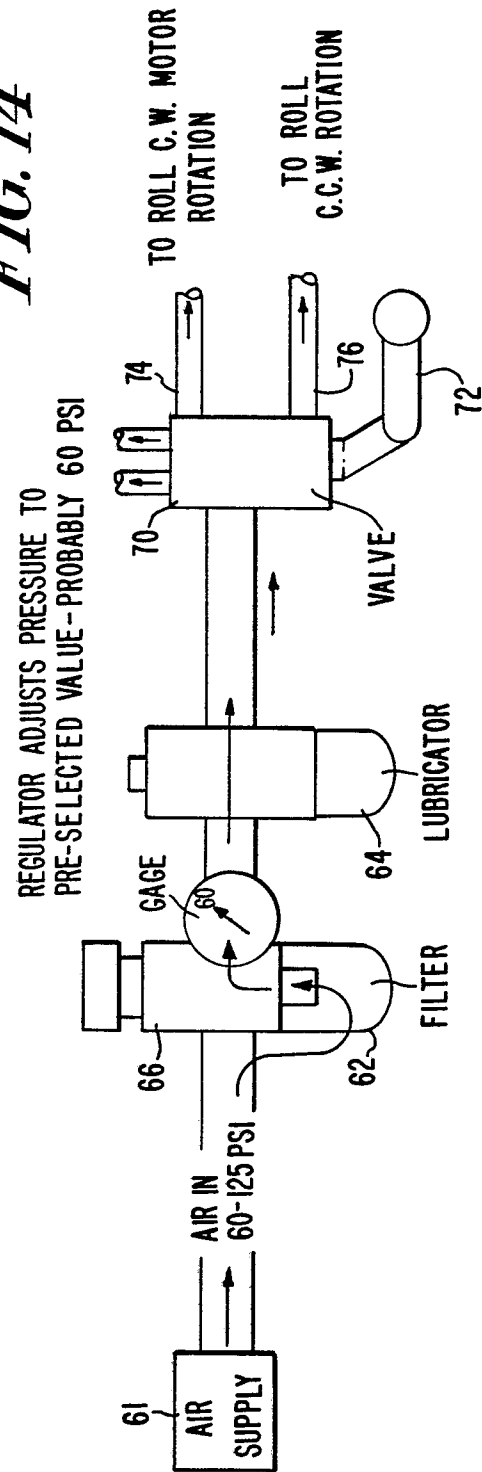 FIG. 14
REGULATOR ADJUSTS PRESSURE TO
PRE-SELECTED VALUE-PROBABLY 60 PSI
TO ROLL C.W. MOTOR
ROTATION
TO ROLL
C.C.W. ROTATION
61
AIR
SUPPLY
AIR IN
60-125 PSI
66
62
FILTER
GAGE
60
64
LUBRICATOR
70
VALVE
74
76
72